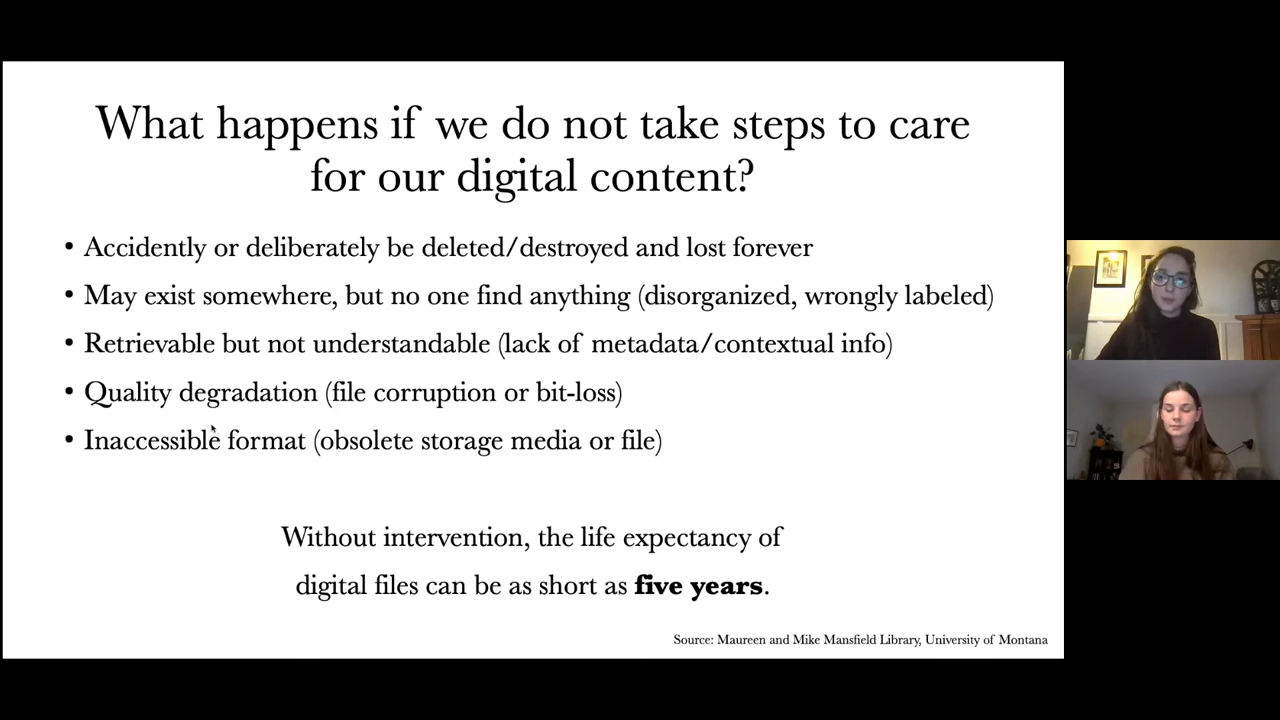 What happens if we do not take steps to care
for our digital content?
• Accidently or deliberately be deleted/destroyed and lost forever
• May exist somewhere, but no one find anything (disorganized, wrongly labeled)
• Retrievable but not understandable (lack of metadata/contextual info)
• Quality degradation (file corruption or bit-loss)
• Inaccessible format (obsolete storage media or file)
Without intervention, the life expectancy of
digital files can be as short as five years.
Source: Maureen and Mike Mansfield Library, University of Montana